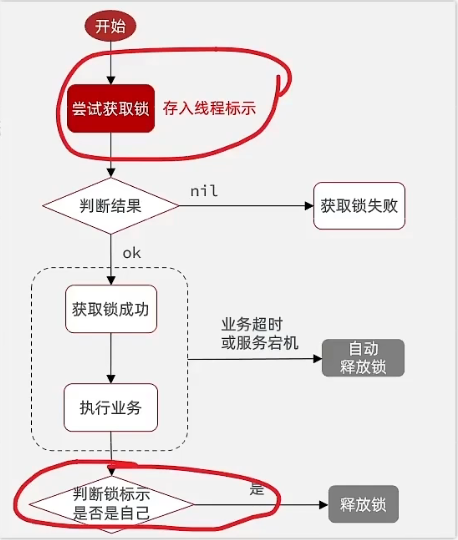 开始
尝试获取锁
存入线程标示
判断结果
nil
获取锁失败
ok
获取锁成功
业务超时
或服务宕机
自动
释放锁
执行业务
判断锁标示
是否是自己
是
释放锁